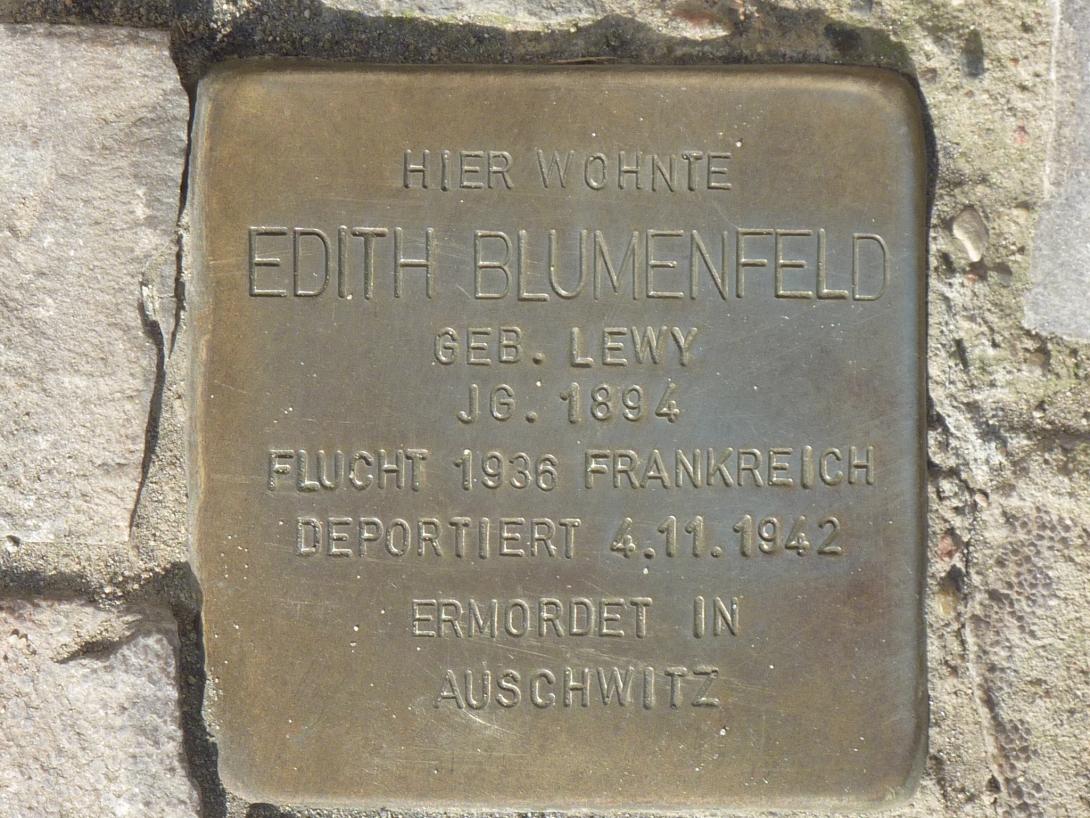 HIER WOHNTE
EDITH BLUMENFELD
GEB. LEWY
JG. 1894
FLUCHT 1936 FRANKREICH
DEPORTIERT 4.11.1942
ERMORDET IN
AUSCHWITZ